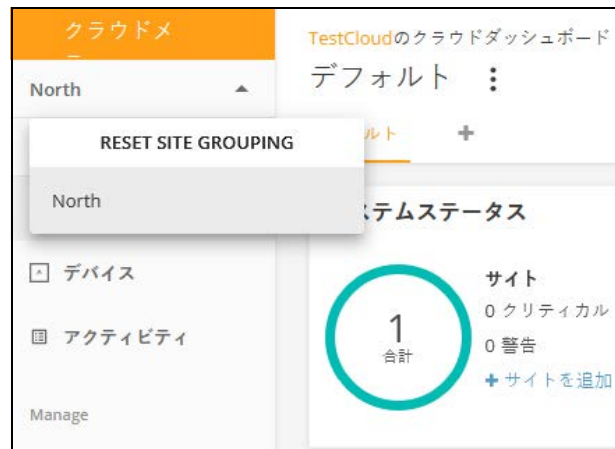 クラウドメ
TestCloudのクラウドダッシュボード
North
デフォルト
RESET SITE GROUPING
ルト
North
ステムステータス
デバイス
アクティビティ
1
合計
サイト
0 クリティカル
0 警告
+ サイトを追加
Manage